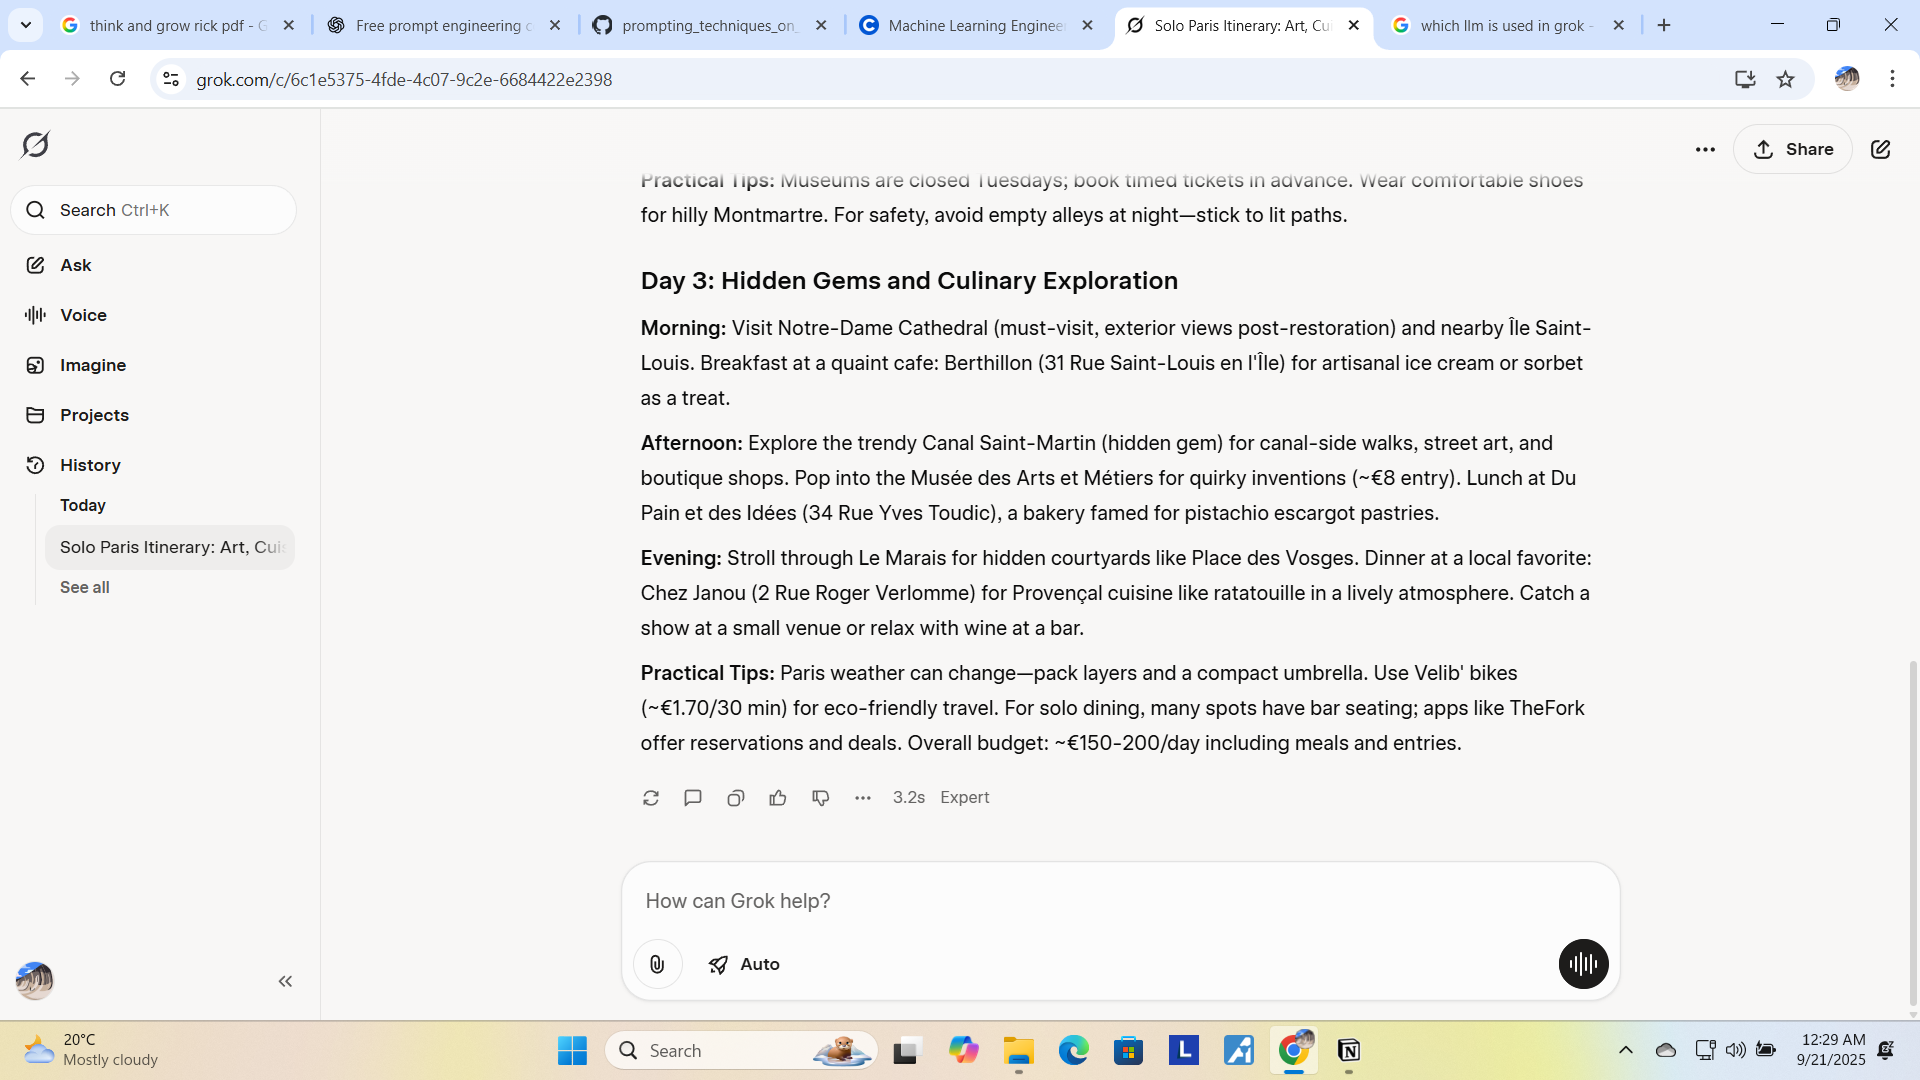 think and grow rick pdf - G
Free prompt engineering c
prompting_techniques_on_
Machine Learning Enginee
Solo Paris Itinerary: Art, Cui
which llm is used in grok -
grok.com/c/6c1e5375-4fde-4c07-9c2e-6684422e2398
Share
Search Ctrl+K
Ask
Voice
Imagine
Projects
History
Today
Solo Paris Itinerary: Art, Cuis
See all
Practical Tips: Museums are closed Tuesdays; book timed tickets in advance. Wear comfortable shoes
for hilly Montmartre. For safety, avoid empty alleys at night—stick to lit paths.
Day 3: Hidden Gems and Culinary Exploration
Morning: Visit Notre-Dame Cathedral (must-visit, exterior views post-restoration) and nearby Île Saint-
Louis. Breakfast at a quaint cafe: Berthillon (31 Rue Saint-Louis en l'Île) for artisanal ice cream or sorbet
as a treat.
Afternoon: Explore the trendy Canal Saint-Martin (hidden gem) for canal-side walks, street art, and
boutique shops. Pop into the Musée des Arts et Métiers for quirky inventions (~€8 entry). Lunch at Du
Pain et des Idées (34 Rue Yves Toudic), a bakery famed for pistachio escargot pastries.
Evening: Stroll through Le Marais for hidden courtyards like Place des Vosges. Dinner at a local favorite:
Chez Janou (2 Rue Roger Verlomme) for Provençal cuisine like ratatouille in a lively atmosphere. Catch a
show at a small venue or relax with wine at a bar.
Practical Tips: Paris weather can change—pack layers and a compact umbrella. Use Velib' bikes
(~€1.70/30 min) for eco-friendly travel. For solo dining, many spots have bar seating; apps like TheFork
offer reservations and deals. Overall budget: ~€150-200/day including meals and entries.
3.2s Expert
How can Grok help?
Auto
20°C
Mostly cloudy
Search
L
12:29 AM
9/21/2025